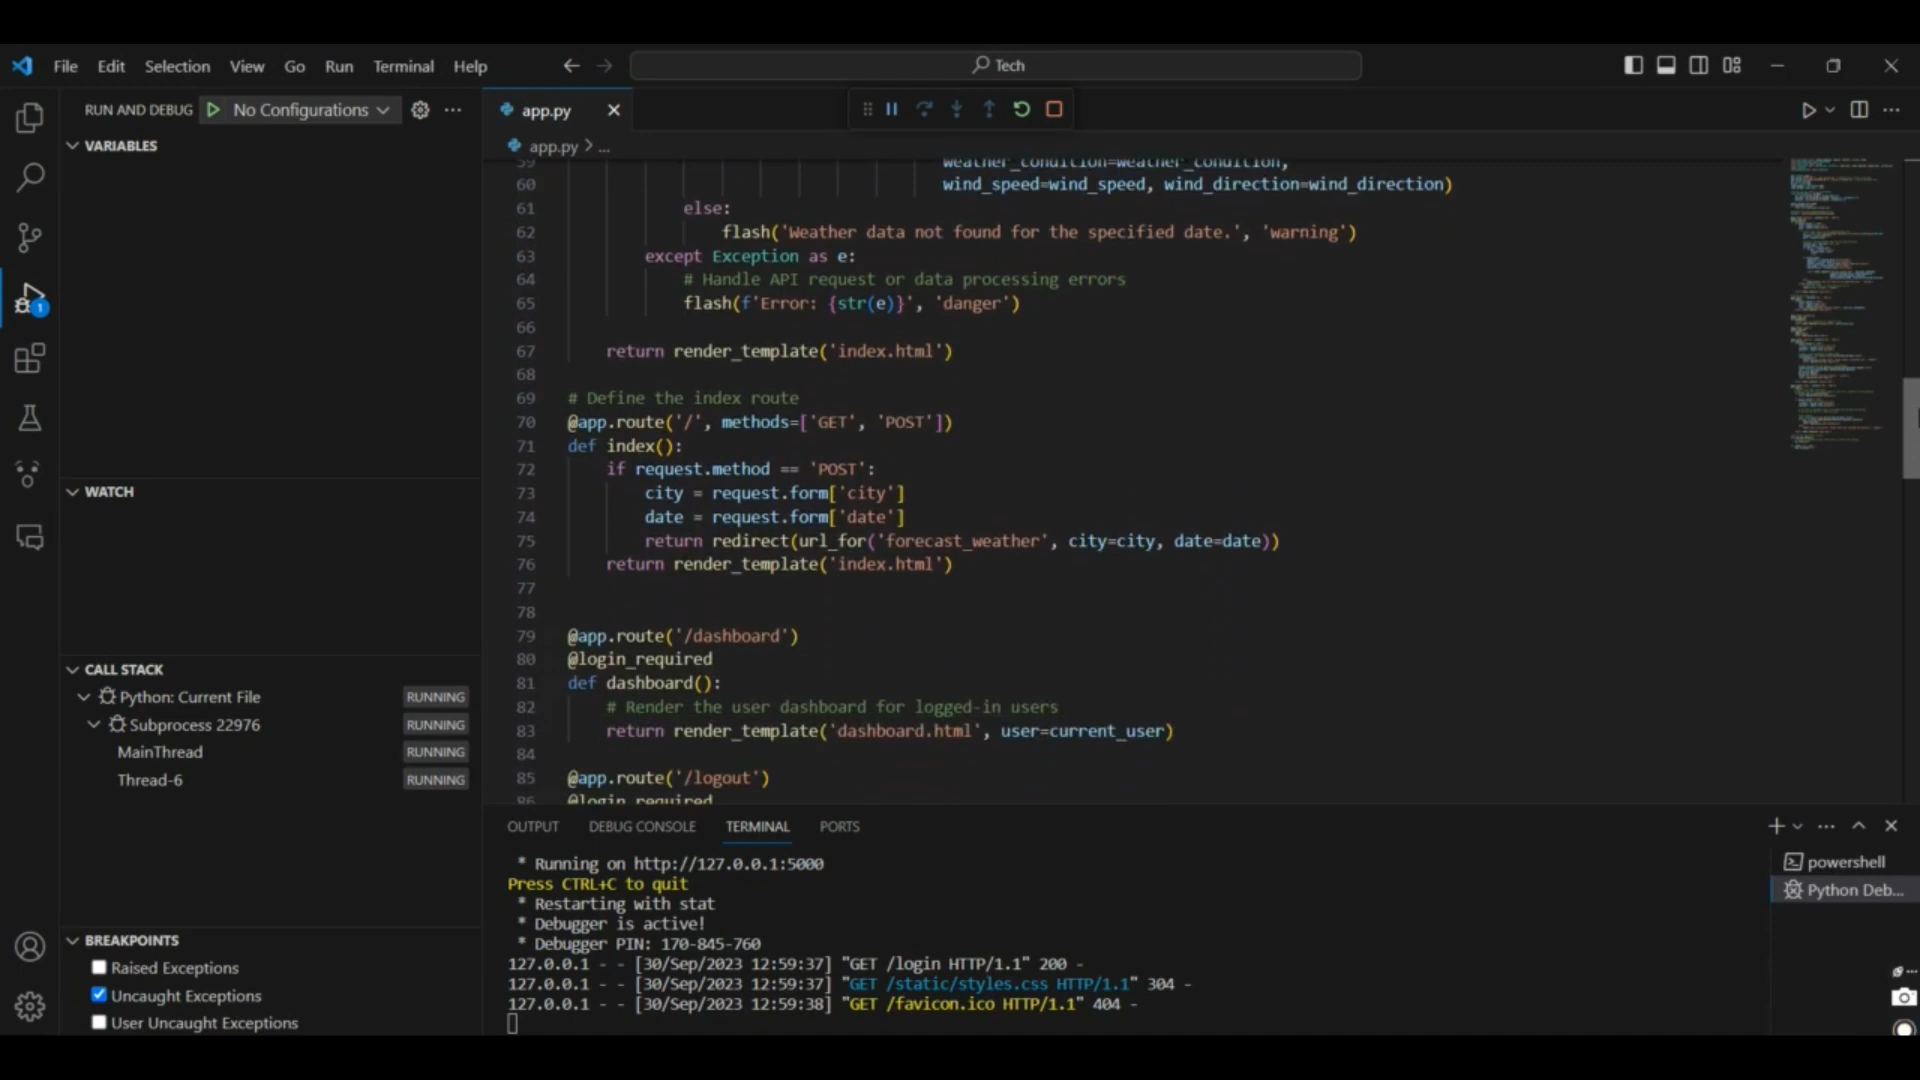 File Edit Selection View Go Run Terminal Help
Tech
RUN AND DEBUG No Configurations
app.py
app.py > ...
VARIABLES
WATCH
CALL STACK
Python: Current File RUNNING
Subprocess 22976 RUNNING
MainThread RUNNING
Thread-6 RUNNING
BREAKPOINTS
Raised Exceptions
Uncaught Exceptions
User Uncaught Exceptions
59 weather_condition=weather_condition,
60 wind_speed=wind_speed, wind_direction=wind_direction)
61 else:
62 flash('Weather data not found for the specified date.', 'warning')
63 except Exception as e:
64 # Handle API request or data processing errors
65 flash(f'Error: {str(e)}', 'danger')
66
67 return render_template('index.html')
68
69 # Define the index route
70 @app.route('/', methods=['GET', 'POST'])
71 def index():
72 if request.method == 'POST':
73 city = request.form['city']
74 date = request.form['date']
75 return redirect(url_for('forecast_weather', city=city, date=date))
76 return render_template('index.html')
77
78
79 @app.route('/dashboard')
80 @login_required
81 def dashboard():
82 # Render the user dashboard for logged-in users
83 return render_template('dashboard.html', user=current_user)
84
85 @app.route('/logout')
86 @login_required
OUTPUT DEBUG CONSOLE TERMINAL PORTS
* Running on http://127.0.0.1:5000
Press CTRL+C to quit
* Restarting with stat
* Debugger is active!
* Debugger PIN: 170-845-760
127.0.0.1 - - [30/Sep/2023 12:59:37] "GET /login HTTP/1.1" 200 -
127.0.0.1 - - [30/Sep/2023 12:59:37] "GET /static/styles.css HTTP/1.1" 304 -
127.0.0.1 - - [30/Sep/2023 12:59:38] "GET /favicon.ico HTTP/1.1" 404 -
powershell
Python Deb...
1